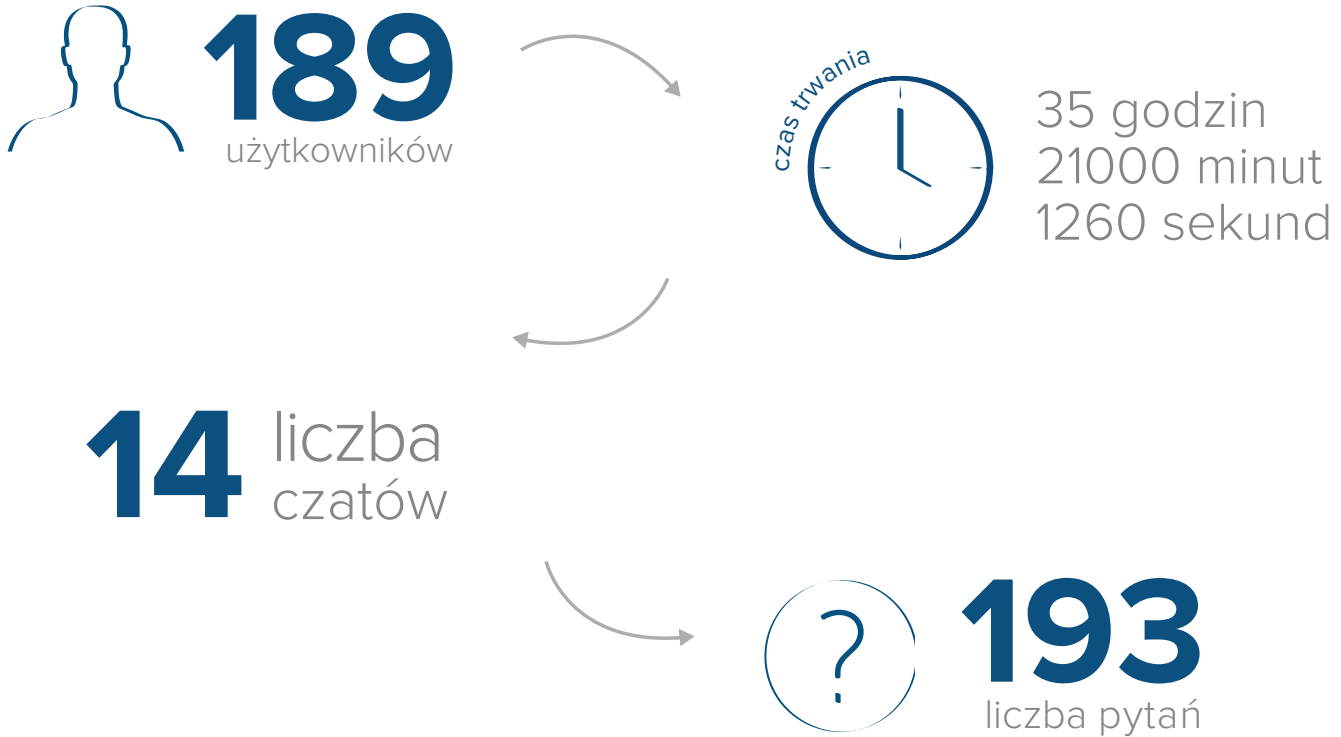 189
użytkowników
czas trwania
35 godzin
21000 minut
1260 sekund
14
liczba
czatów
?
193
liczba pytań